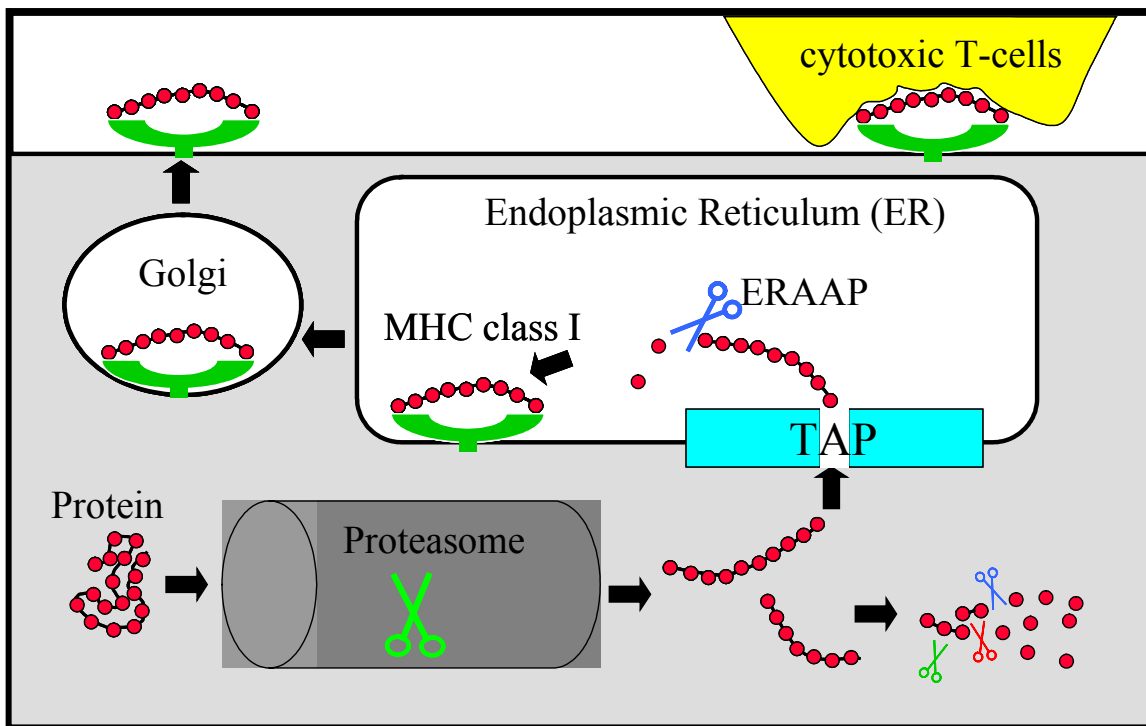 cytotoxic T-cells
Endoplasmic Reticulum (ER)
Golgi
ERAAP
MHC class I
TAP
Protein
Proteasome